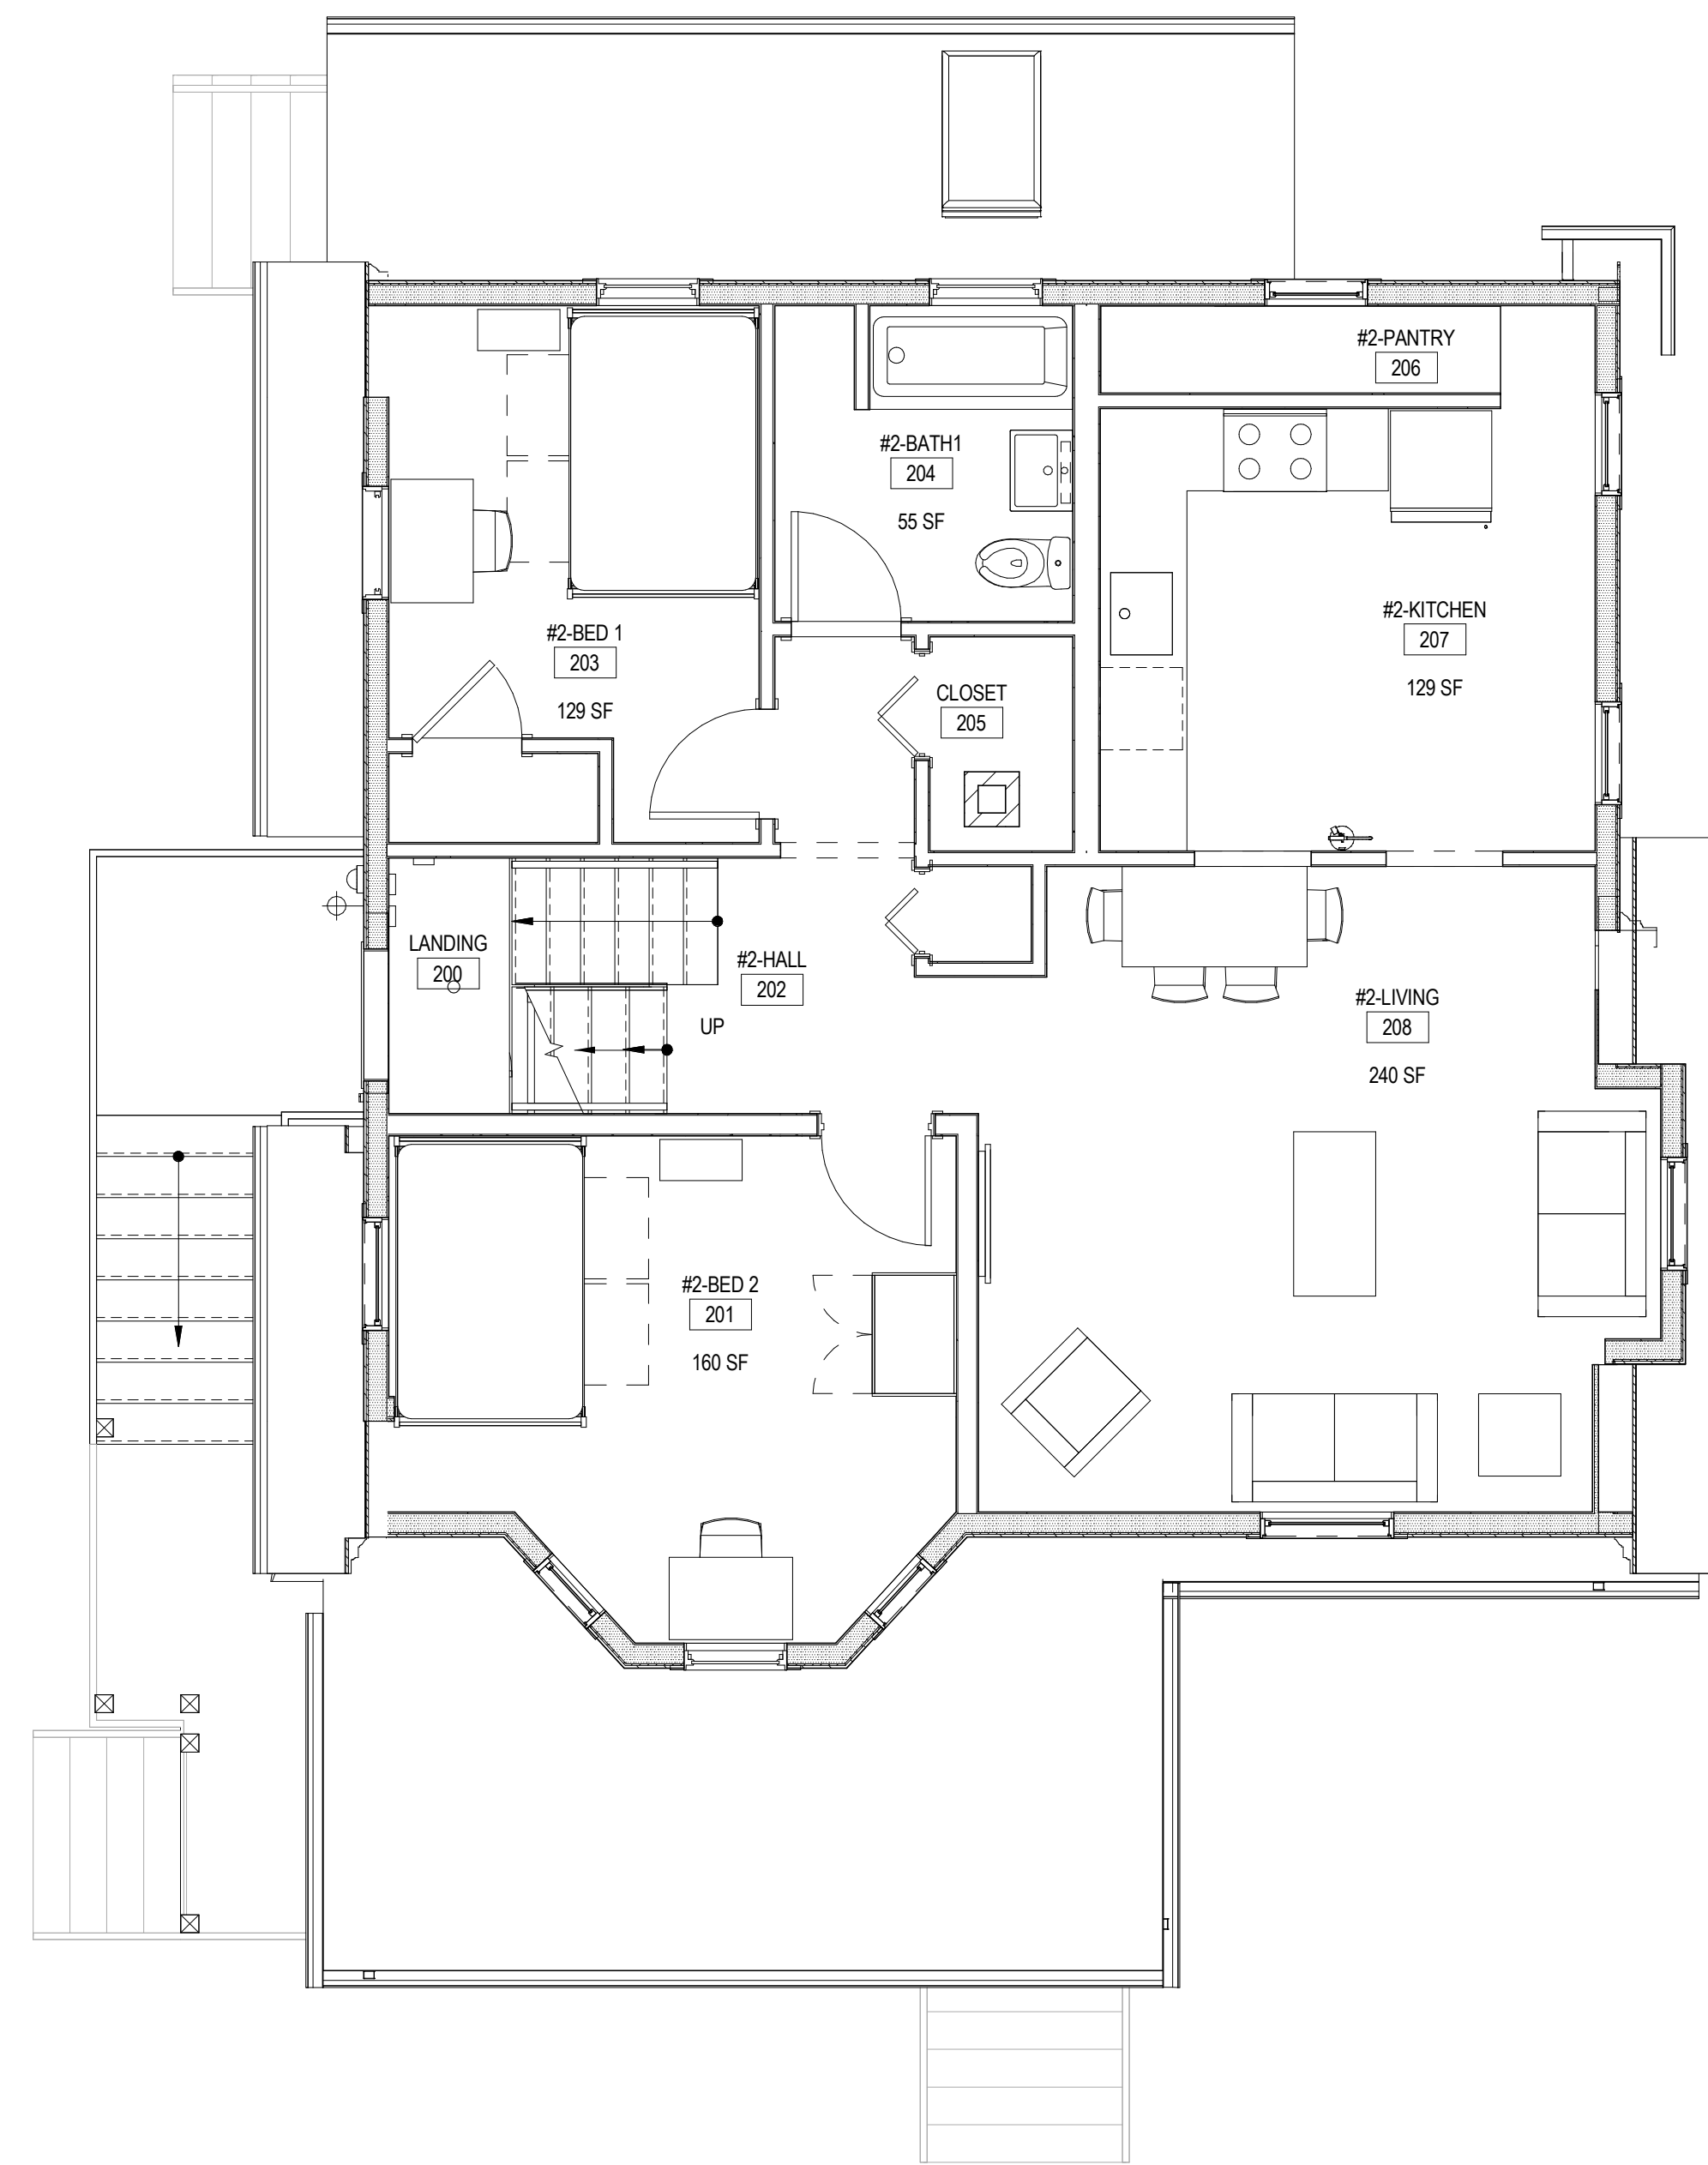 #2-PANTRY
206
#2-BATH1
204
55 SF
#2-KITCHEN
207
129 SF
#2-BED 1
203
129 SF
CLOSET
205
LANDING
200
#2-HALL
202
UP
#2-LIVING
208
240 SF
#2-BED 2
201
160 SF